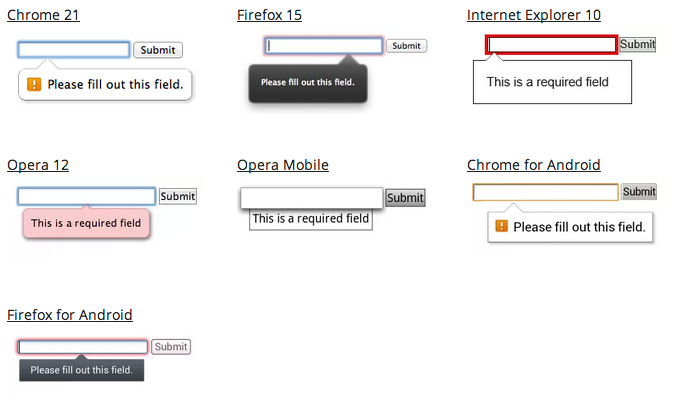 Chrome 21
Submit
Please fill out this field.
Firefox 15
Submit
Please fill out this field.
Internet Explorer 10
Submit
This is a required field
Opera 12
Submit
This is a required field
Opera Mobile
Submit
This is a required field
Chrome for Android
Submit
Please fill out this field.
Firefox for Android
Submit
Please fill out this field.